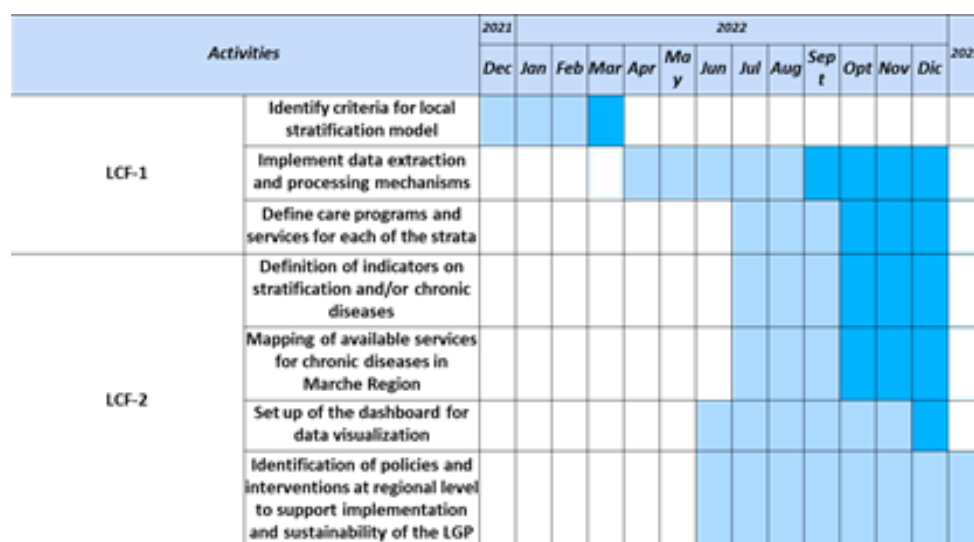 Activities
2021
2022
Dec Jan Feb Mar Apr Ma
y Jun Jul Aug Sep
t Opt Nov Dic
LCF-1
Identify criteria for local
stratification model
Implement data extraction
and processing mechanisms
Define care programs and
services for each of the strata
LCF-2
Definition of indicators on
stratification and/or chronic
diseases
Mapping of available services
for chronic diseases in
Marche Region
Set up of the dashboard for
data visualization
Identification of policies and
interventions at regional level
to support implementation
and sustainability of the LGP